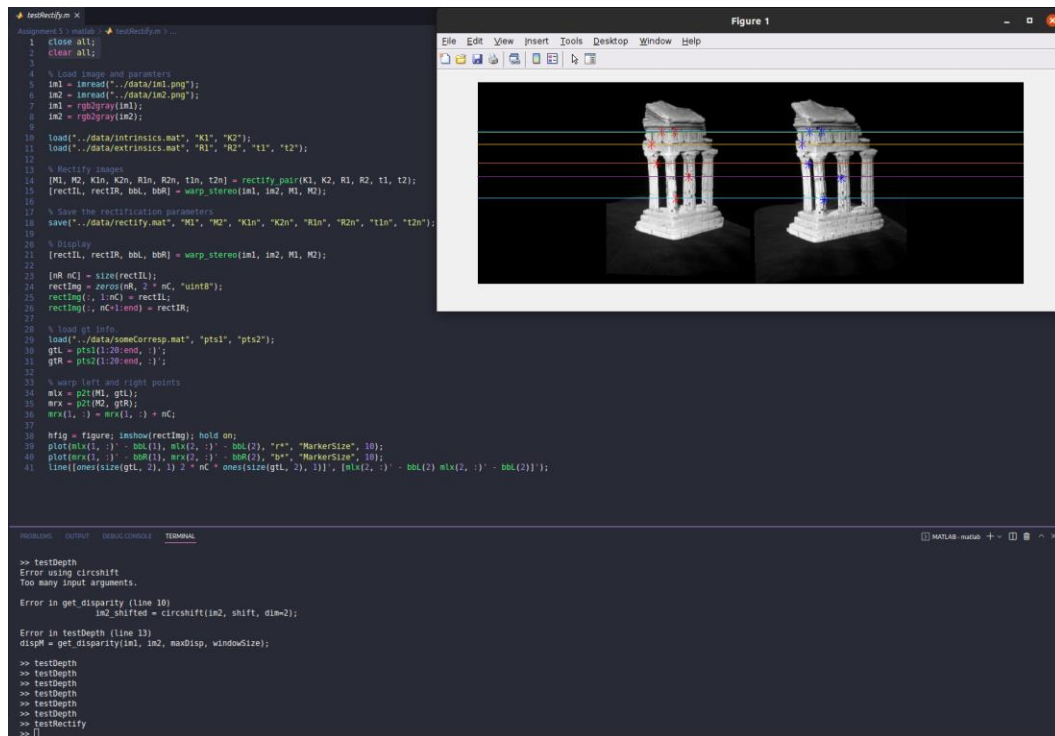 testRectify.m ×
Assignment 5 > matlab > testRectify.m > ...
1 close all;
2 clear all;
3
4 % Load image and paramters
5 im1 = imread("../data/im1.png");
6 im2 = imread("../data/im2.png");
7 im1 = rgb2gray(im1);
8 im2 = rgb2gray(im2);
9
10 load("../data/intrinsics.mat", "K1", "K2");
11 load("../data/extrinsics.mat", "R1", "R2", "t1", "t2");
12
13 % Rectify images
14 [M1, M2, K1n, K2n, R1n, R2n, t1n, t2n] = rectify_pair(K1, K2, R1, R2, t1, t2);
15 [rectIL, rectIR, bbL, bbR] = warp_stereo(im1, im2, M1, M2);
16
17 % Save the rectification parameters
18 save("../data/rectify.mat", "M1", "M2", "K1n", "K2n", "R1n", "R2n", "t1n", "t2n");
19
20 % Display
21 [rectIL, rectIR, bbL, bbR] = warp_stereo(im1, im2, M1, M2);
22
23 [nR nC] = size(rectIL);
24 rectImg = zeros(nR, 2 * nC, "uint8");
25 rectImg(:, 1:nC) = rectIL;
26 rectImg(:, nC+1:end) = rectIR;
27
28 % load gt info.
29 load("../data/someCorresp.mat", "pts1", "pts2");
30 gtL = pts1(1:20:end, :)';
31 gtR = pts2(1:20:end, :)';
32
33 % warp left and right points
34 mlx = p2t(M1, gtL);
35 mrx = p2t(M2, gtR);
36 mrx(1, :) = mrx(1, :) + nC;
37
38 hfig = figure; imshow(rectImg); hold on;
39 plot(mlx(1, :)' - bbL(1), mlx(2, :)' - bbL(2), "r*", "MarkerSize", 10);
40 plot(mrx(1, :)' - bbR(1), mrx(2, :)' - bbR(2), "b*", "MarkerSize", 10);
41 line([ones(size(gtL, 2), 1) 2 * nC * ones(size(gtL, 2), 1)]', [mlx(2, :)' - bbL(2) mlx(2, :)' - bbL(2)]');
Figure 1
File Edit View Insert Tools Desktop Window Help
PROBLEMS OUTPUT DEBUG CONSOLE TERMINAL
MATLAB - matlab
>> testDepth
Error using circshift
Too many input arguments.
Error in get_disparity (line 10)
im2_shifted = circshift(im2, shift, dim=2);
Error in testDepth (line 13)
dispM = get_disparity(im1, im2, maxDisp, windowSize);
>> testDepth
>> testDepth
>> testDepth
>> testDepth
>> testDepth
>> testDepth
>> testRectify
>>